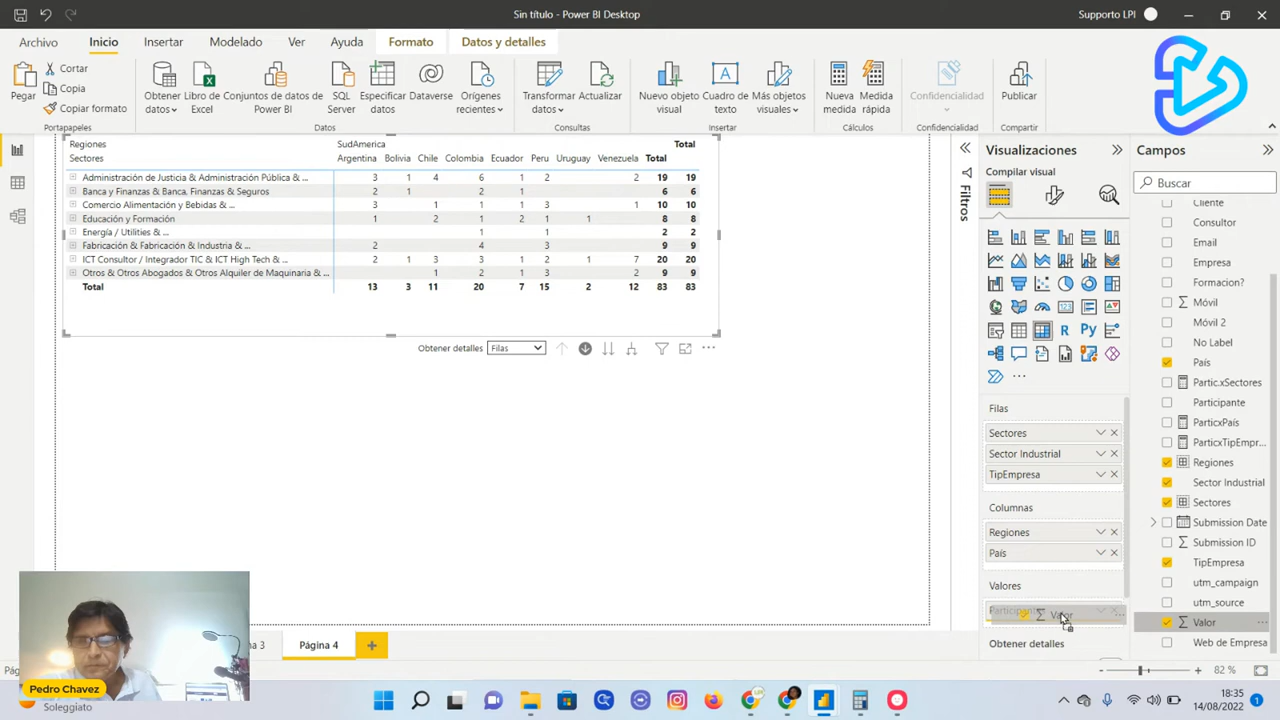 Sin título - Power BI Desktop
Supporto LPI
Archivo Inicio Insertar Modelado Ver Ayuda Formato Datos y detalles
Pegar
Cortar
Copia
Copiar formato
Portapapeles
Obtener datos
Libro de Excel
Conjuntos de datos de Power BI
SQL Server
Especificar datos
Dataverse
Orígenes recientes
Datos
Transformar datos
Actualizar
Consultas
Nuevo objeto visual
Cuadro de texto
Más objetos visuales
Insertar
Nueva medida
Medida rápida
Cálculos
Confidencialidad
Confidencialidad
Publicar
Compartir
Regiones SudAmerica Total
Sectores Argentina Bolivia Chile Colombia Ecuador Peru Uruguay Venezuela Total
Administración de Justicia & Administración Pública & ... 3 1 4 6 1 2 2 19 19
Banca y Finanzas & Banca, Finanzas & Seguros 2 1 2 1 6 6
Comercio Alimentación y Bebidas & ... 3 1 1 1 3 1 10 10
Educación y Formación 1 2 1 2 1 1 8 8
Energía / Utilities & ... 1 1 2 2
Fabricación & Fabricación & Industria & ... 2 4 3 9 9
ICT Consultor / Integrador TIC & ICT High Tech & ... 2 1 3 3 1 2 1 7 20 20
Otros & Otros Abogados & Otros Alquiler de Maquinaria & ... 1 2 1 3 2 9 9
Total 13 3 11 20 7 15 2 12 83 83
Obtener detalles Filas
Filtros
Visualizaciones
Compilar visual
Filas
Sectores
Sector Industrial
TipEmpresa
Columnas
Regiones
País
Valores
Valor
Obtener detalles
Campos
Buscar
Cliente
Consultor
Email
Empresa
Formacion?
Móvil
Móvil 2
No Label
País
Partic.xSectores
Participante
ParticxPaís
ParticxTipEmpr...
Regiones
Sector Industrial
Sectores
Submission Date
Submission ID
TipEmpresa
utm_campaign
utm_source
Valor
Web de Empresa
Página 4
82 %
Pedro Chavez
Soleggiato
18:35
14/08/2022